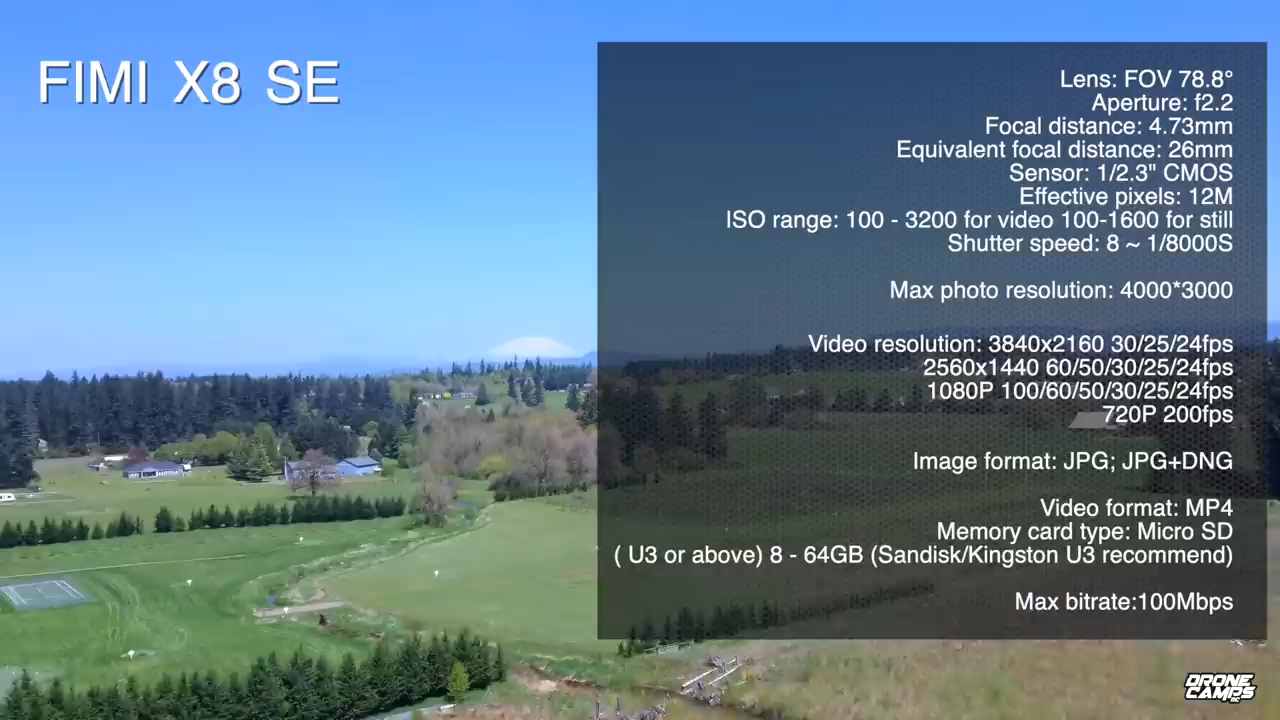 FIMI X8 SE
Lens: FOV 78.8°
Aperture: f2.2
Focal distance: 4.73mm
Equivalent focal distance: 26mm
Sensor: 1/2.3" CMOS
Effective pixels: 12M
ISO range: 100 - 3200 for video 100-1600 for still
Shutter speed: 8 ~ 1/8000S
Max photo resolution: 4000*3000
Video resolution: 3840x2160 30/25/24fps
2560x1440 60/50/30/25/24fps
1080P 100/60/50/30/25/24fps
720P 200fps
Image format: JPG; JPG+DNG
Video format: MP4
Memory card type: Micro SD
( U3 or above) 8 - 64GB (Sandisk/Kingston U3 recommend)
Max bitrate:100Mbps
DRONE
CAMPS